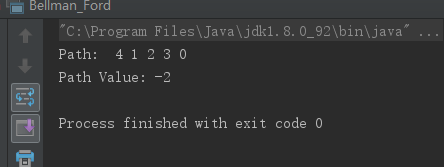 Bellman_Ford
"C:\Program Files\Java\jdk1.8.0_92\bin\java" ...
Path:  4 1 2 3 0
Path Value: -2
Process finished with exit code 0